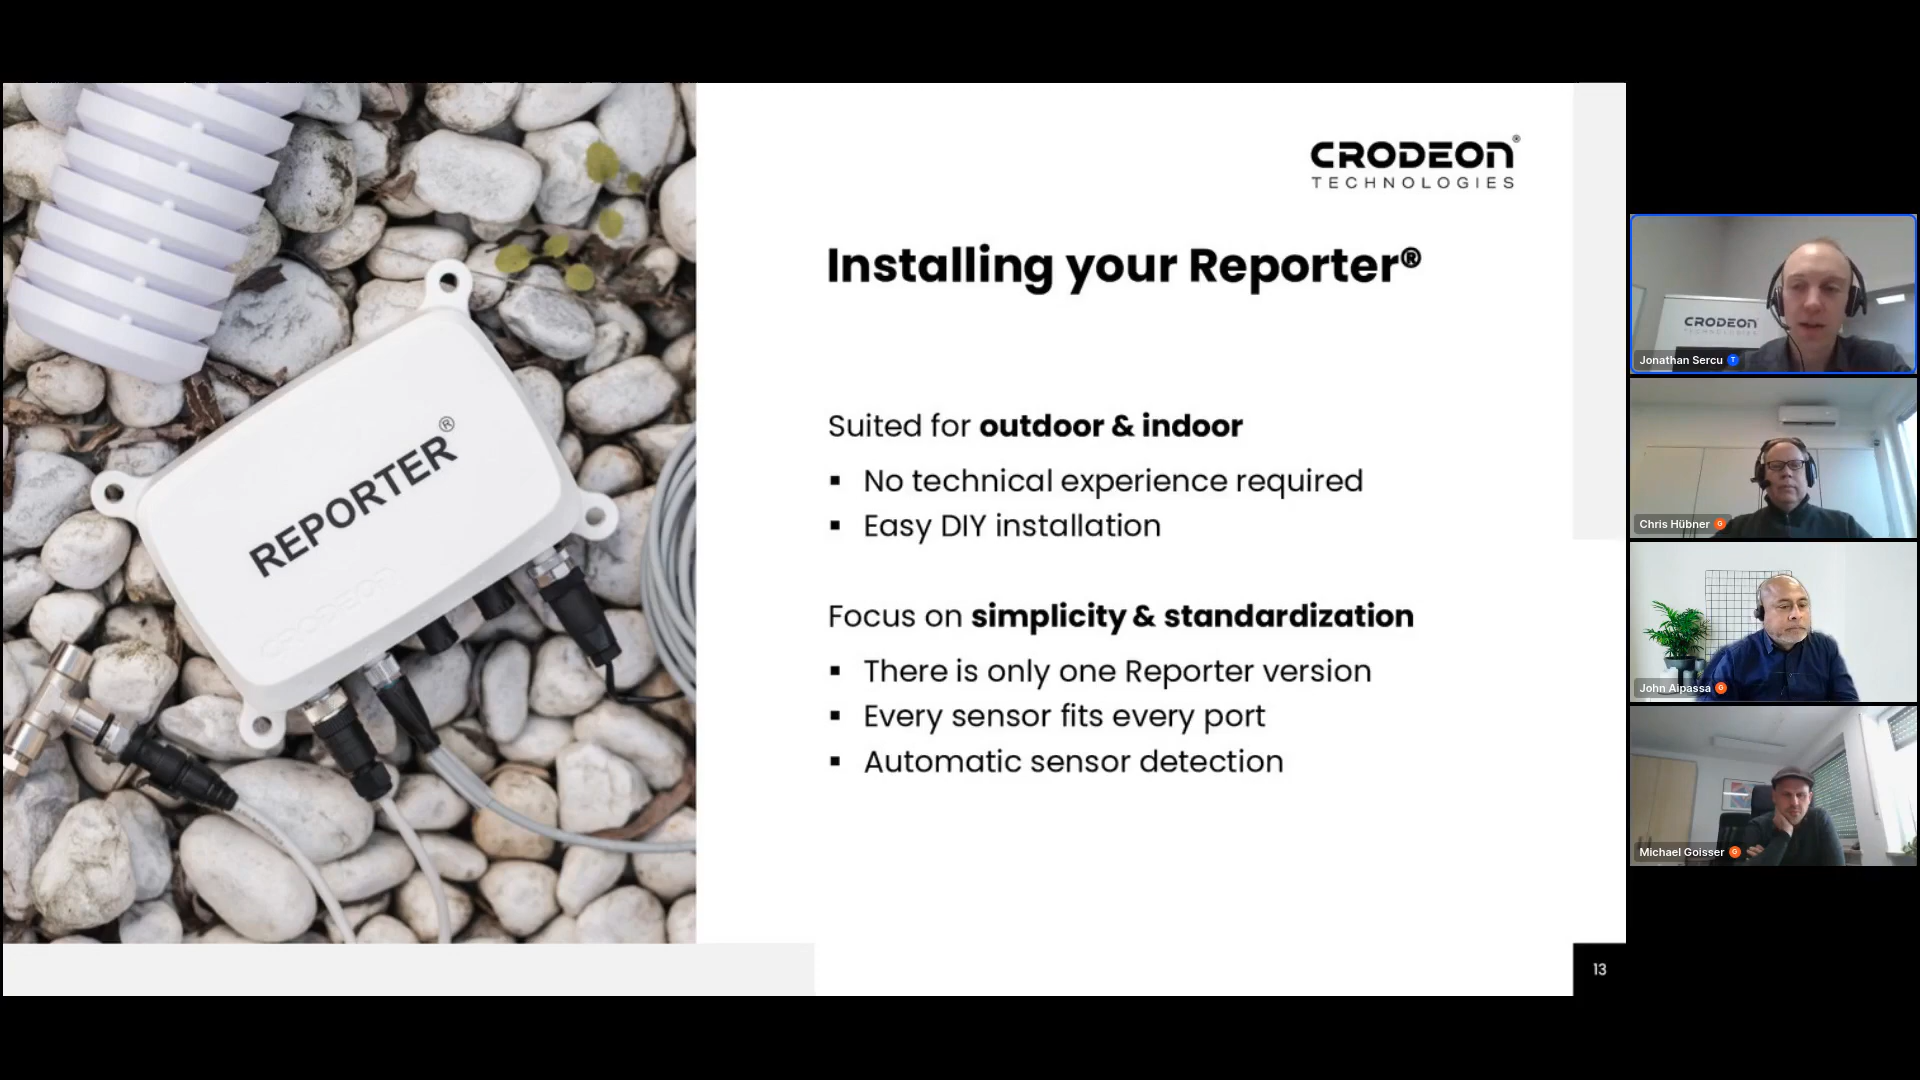 CRODEON®
TECHNOLOGIES
Installing your Reporter®
Suited for outdoor & indoor
▪ No technical experience required
▪ Easy DIY installation
Focus on simplicity & standardization
▪ There is only one Reporter version
▪ Every sensor fits every port
▪ Automatic sensor detection
13
REPORTER®
CRODEON
CRODEON
TECHNOLOGIES
Jonathan Sercu T
Chris Hübner G
John Aipassa G
Michael Goisser G